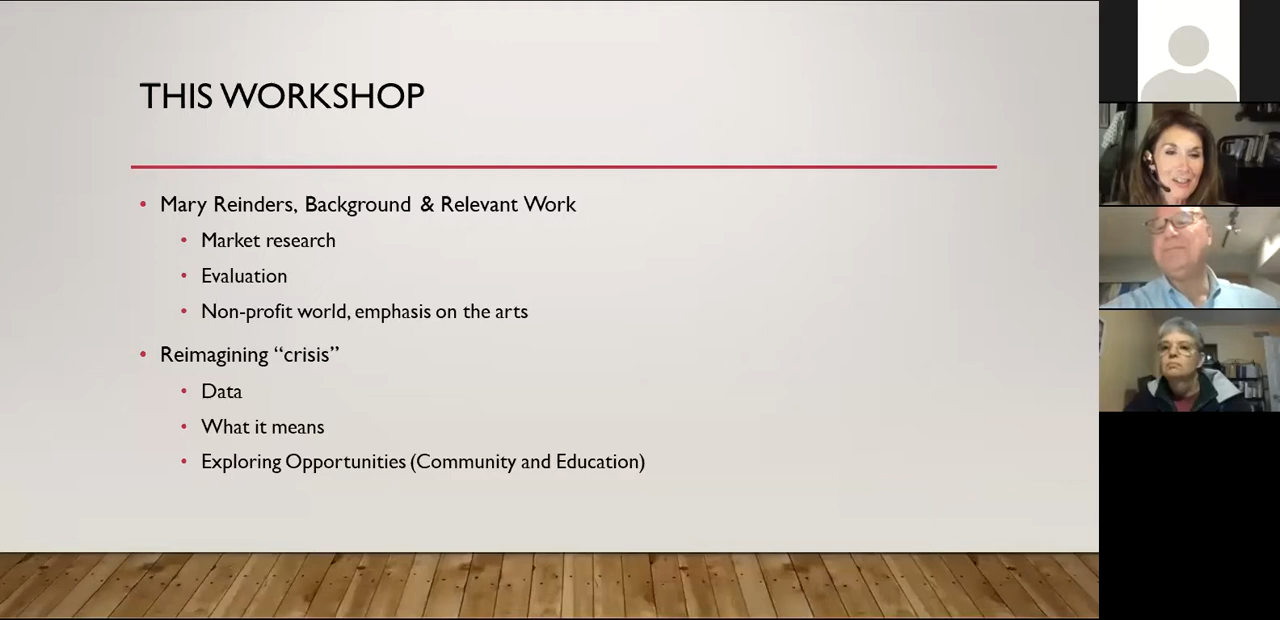 THIS WORKSHOP
Mary Reinders, Background & Relevant Work
Market research
Evaluation
Non-profit world, emphasis on the arts
Reimagining “crisis”
Data
What it means
Exploring Opportunities (Community and Education)